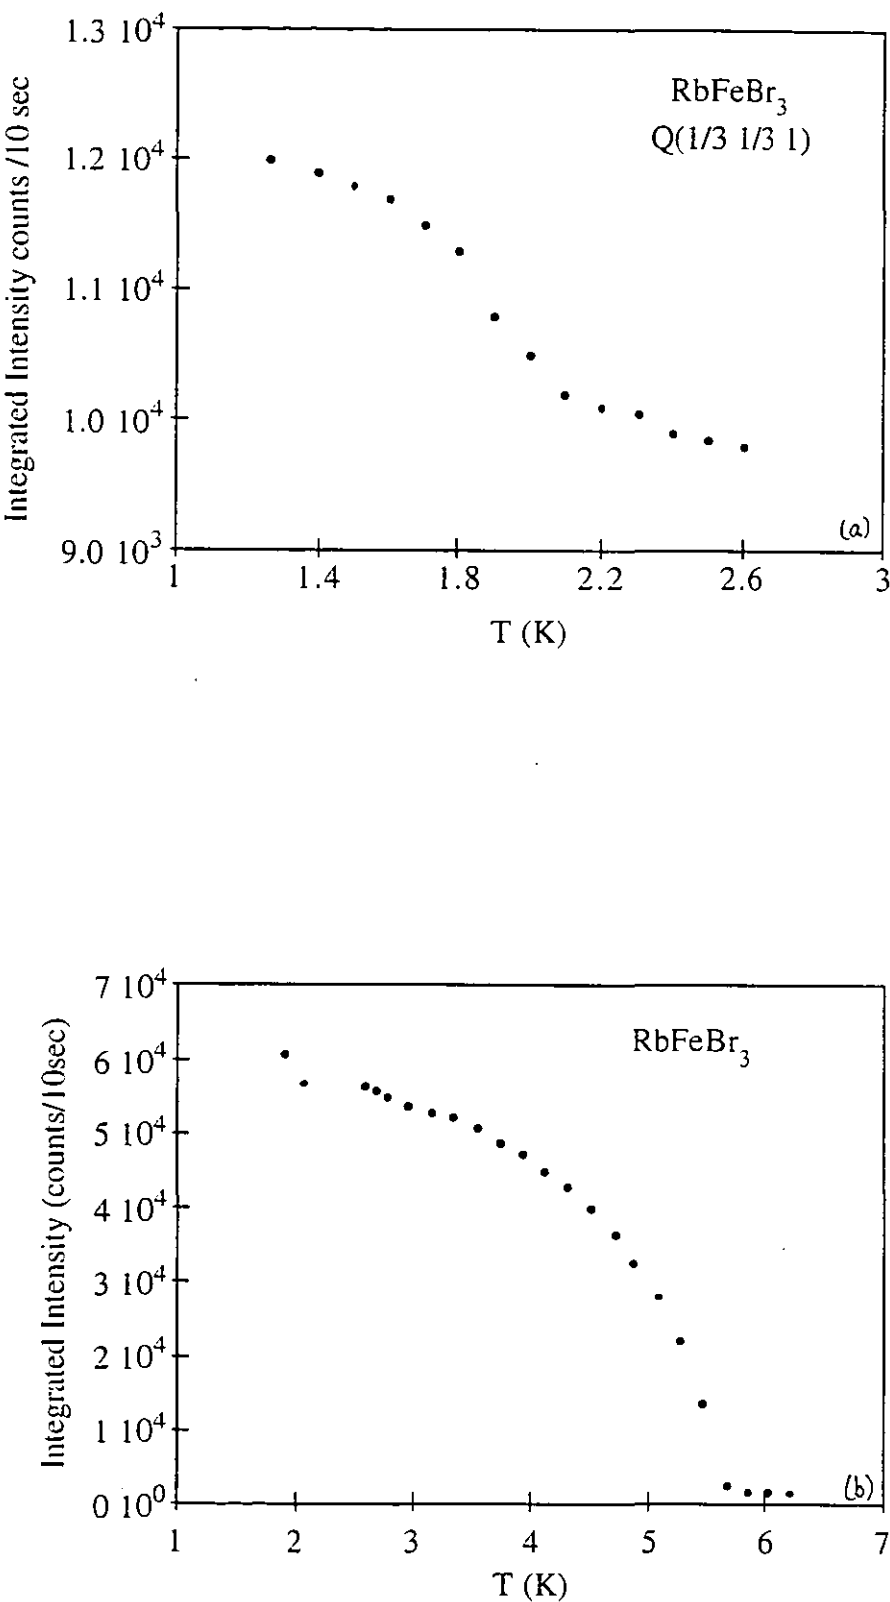 1.3 10⁴
1.2 10⁴
1.1 10⁴
1.0 10⁴
9.0 10³
Integrated Intensity counts /10 sec
RbFeBr₃
Q(1/3 1/3 1)
(a)
1 1.4 1.8 2.2 2.6 3
T (K)
7 10⁴
6 10⁴
5 10⁴
4 10⁴
3 10⁴
2 10⁴
1 10⁴
0 10⁰
Integrated Intensity (counts/10sec)
RbFeBr₃
(b)
1 2 3 4 5 6 7
T (K)